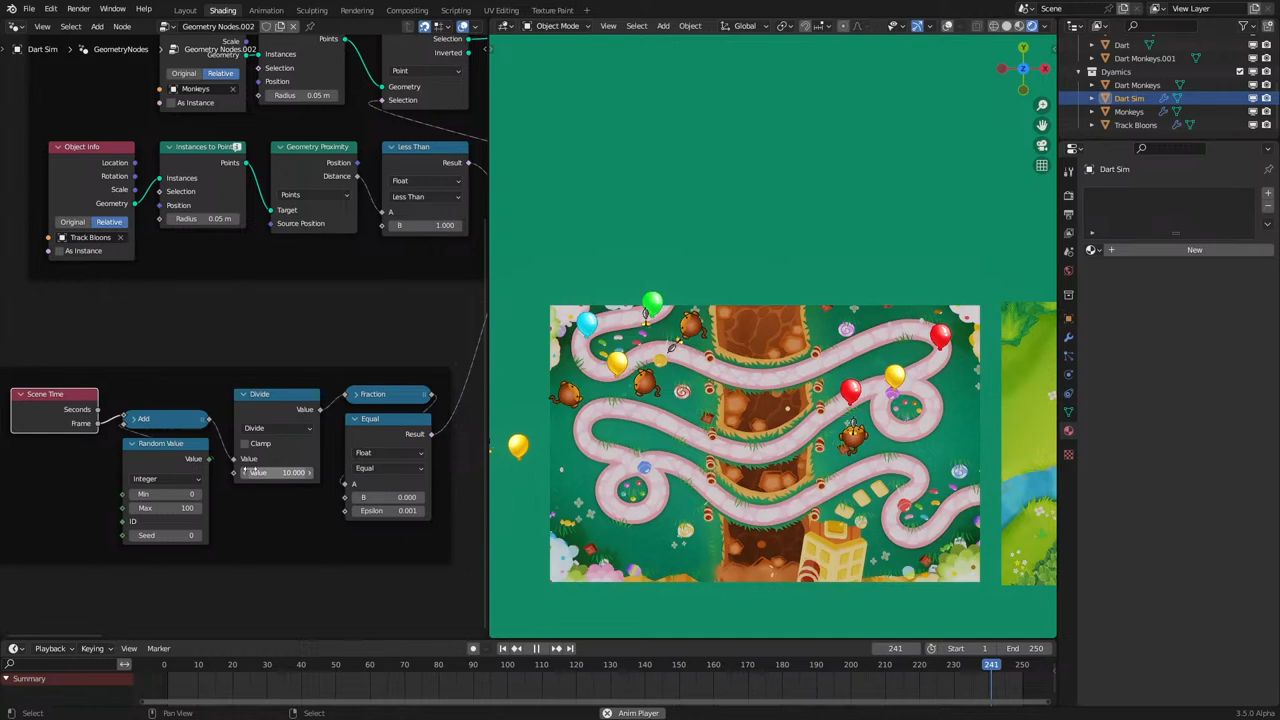 File Edit Render Window Help Layout Shading Animation Rendering Compositing Scripting UV Editing Texture Paint Scene View Layer
View Select Add Node Geometry Nodes.002 Object Mode View Select Add Object Global
Dart Sim GeometryNodes Geometry Nodes.002
Scale
Geometry
Original Relative
Monkeys
As Instance
Points
Instances
Selection
Position
Radius 0.05 m
Selection
Inverted
Point
Geometry
Selection
Object Info
Location
Rotation
Scale
Geometry
Original Relative
Track Bloons
As Instance
Instances to Points
Points
Instances
Selection
Position
Radius 0.05 m
Geometry Proximity
Position
Distance
Points
Target
Source Position
Less Than
Result
Float
Less Than
A
B 1.000
Scene Time
Seconds
Frame
Add
Random Value
Value
Integer
Min 0
Max 100
ID
Seed 0
Divide
Value
Divide
Clamp
Value
Value 10.000
Fraction
Equal
Result
Float
Equal
A
B 0.000
Epsilon 0.001
Y
Z
X
Dart
Dart Monkeys.001
Dyamics
Dart Monkeys
Dart Sim
Monkeys
Track Bloons
Dart Sim
New
Playback Keying View Marker
241 Start 1 End 250
Summary
0 10 20 30 40 50 60 70 80 90 100 110 120 130 140 150 160 170 180 190 200 210 220 230 241 250
Select Pan View Select Anim Player 3.5.0 Alpha